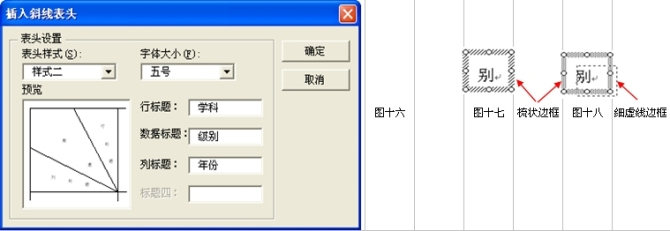 插入斜线表头
表头设置
表头样式(S): 字体大小(F):
样式二 五号
确定
取消
预览
行标题： 学科
数据标题： 级别
列标题： 年份
标题四：
别
别
图十六 图十七 梳状边框 图十八 细虚线边框